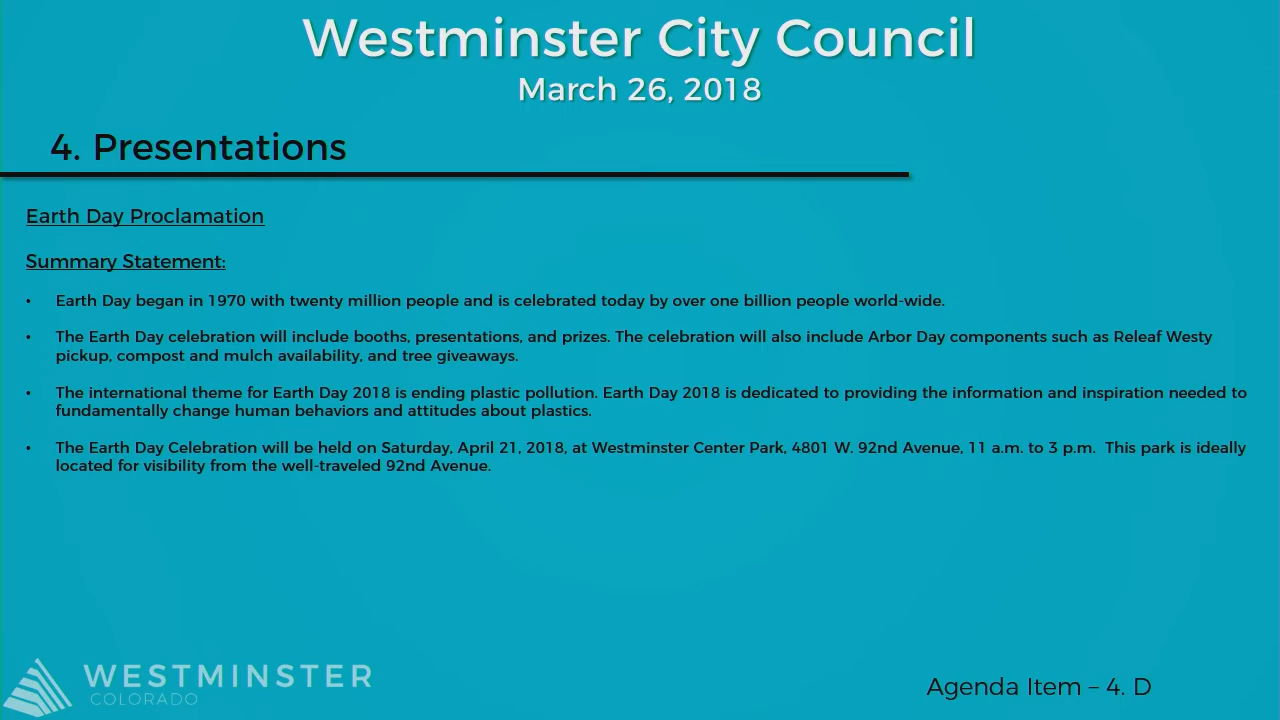 Westminster City Council
March 26, 2018
4. Presentations
Earth Day Proclamation
Summary Statement:
• Earth Day began in 1970 with twenty million people and is celebrated today by over one billion people world-wide.
• The Earth Day celebration will include booths, presentations, and prizes. The celebration will also include Arbor Day components such as Releaf Westy
pickup, compost and mulch availability, and tree giveaways.
• The international theme for Earth Day 2018 is ending plastic pollution. Earth Day 2018 is dedicated to providing the information and inspiration needed to
fundamentally change human behaviors and attitudes about plastics.
• The Earth Day Celebration will be held on Saturday, April 21, 2018, at Westminster Center Park, 4801 W. 92nd Avenue, 11 a.m. to 3 p.m.  This park is ideally
located for visibility from the well-traveled 92nd Avenue.
WESTMINSTER
COLORADO
Agenda Item – 4. D